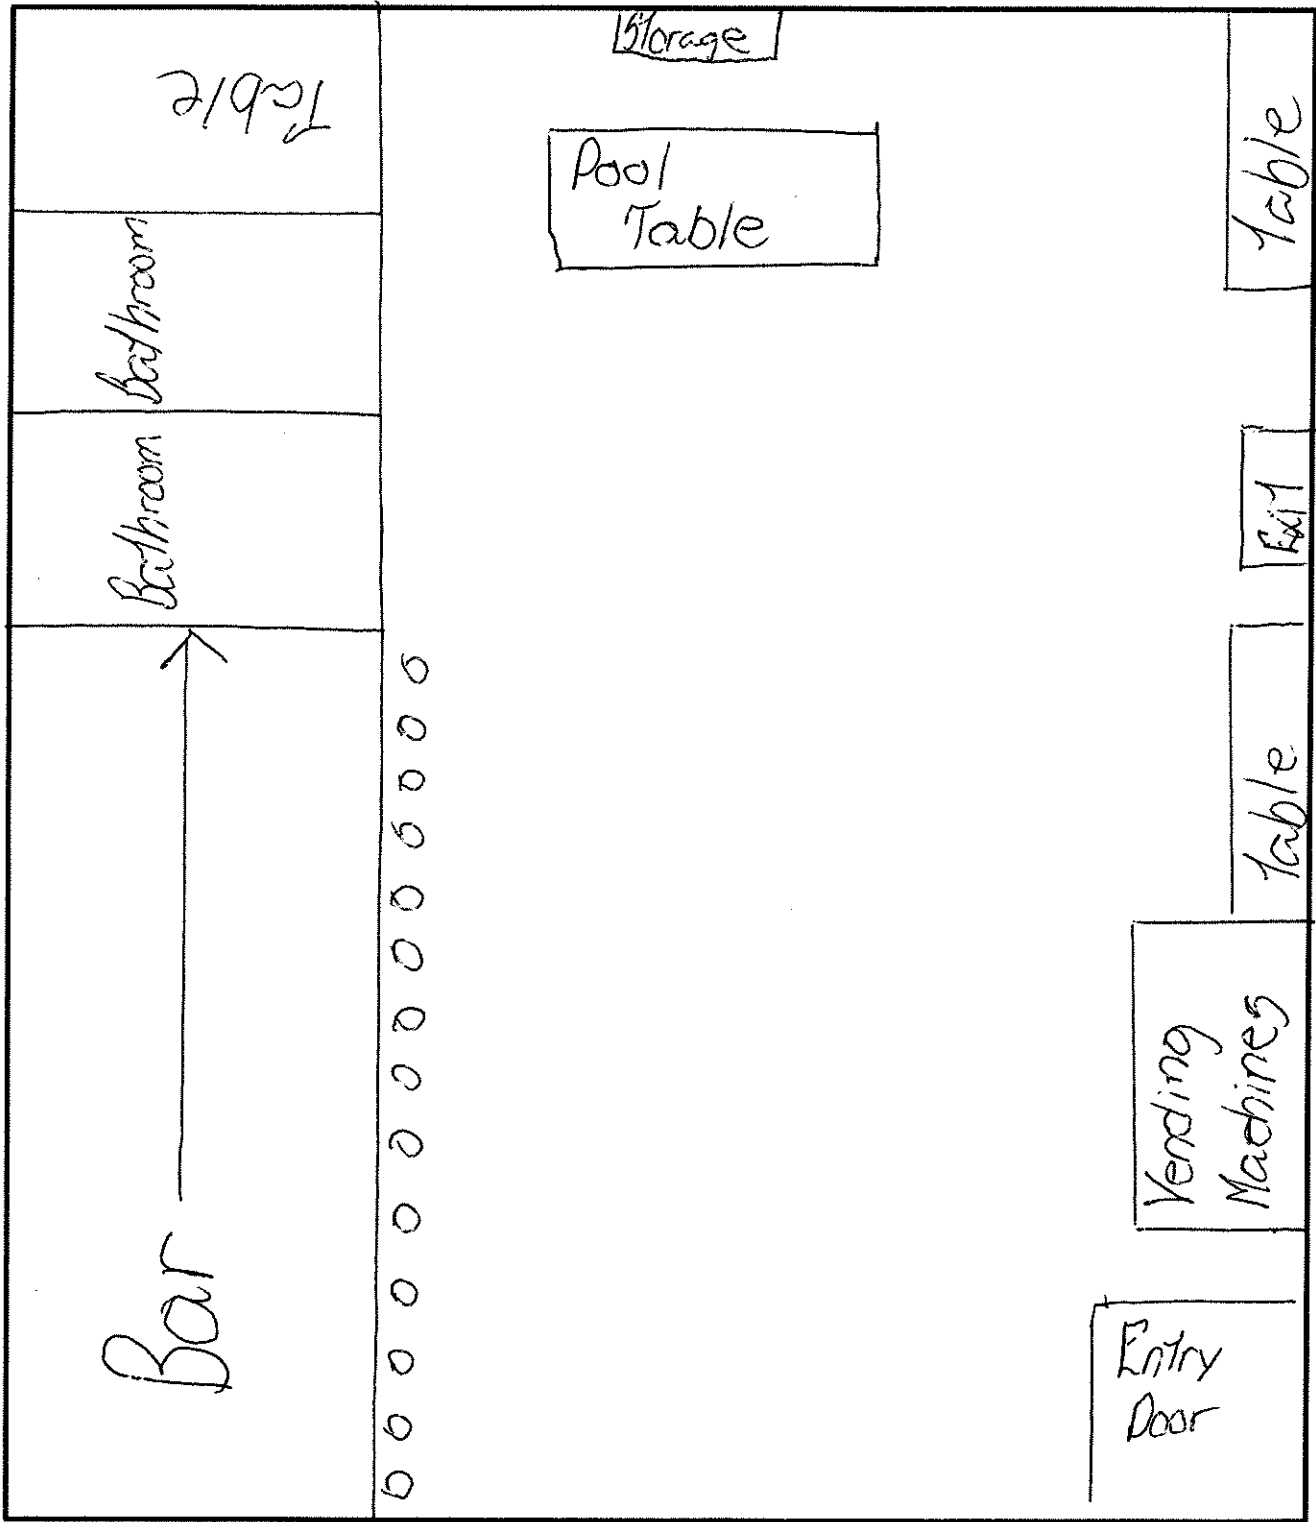 Storage
Table
Pool
Table
Table
Bathroom
Bathroom
Exit
Table
Vending
Machines
Bar
Entry
Door